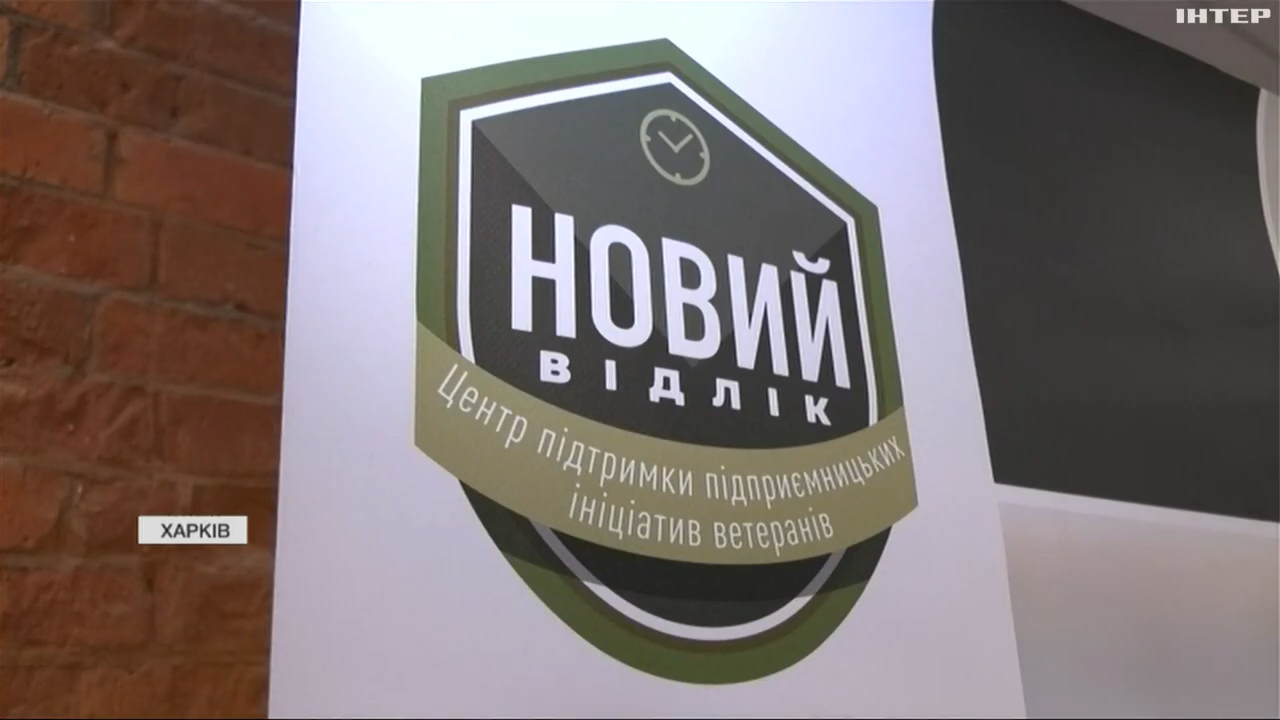 ІНТЕР
НОВИЙ
ВІДЛІК
Центр підтримки підприємницьких
ініціатив ветеранів
ХАРКІВ